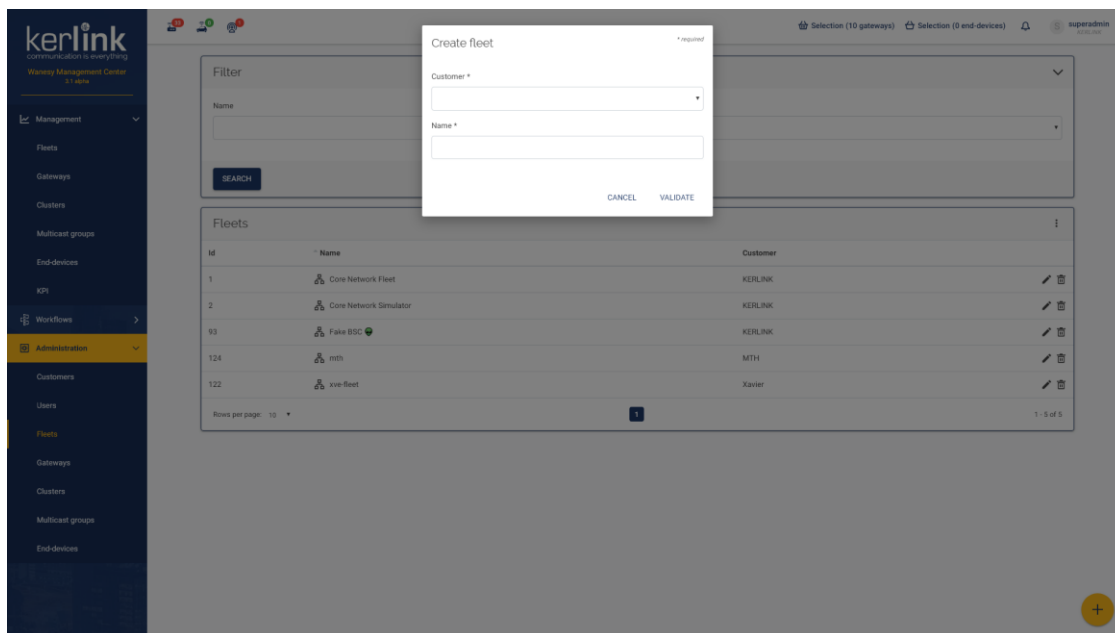 kerlink
communication is everything
Wanesy Management Center
3.1 alpha
Management
Fleets
Gateways
Clusters
Multicast groups
End-devices
KPI
Workflows
Administration
Customers
Users
Fleets
Gateways
Clusters
Multicast groups
End-devices
Selection (10 gateways) Selection (0 end-devices) S superadmin
KERLINK
Filter
Name
SEARCH
Create fleet * required
Customer *
Name *
CANCEL VALIDATE
Fleets
Id Name Customer
1 Core Network Fleet KERLINK
2 Core Network Simulator KERLINK
93 Fake BSC KERLINK
124 mth MTH
122 xve-fleet Xavier
Rows per page: 10 1 1 - 5 of 5